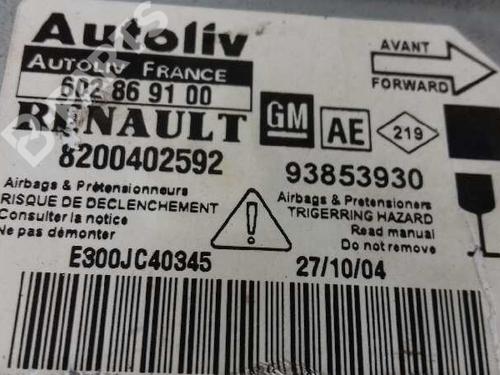 Autoliv
AUTOLIV FRANCE
602 86 91 00
RENAULT
8200402592
GM
AE
219
AVANT
FORWARD
93853930
Airbags & Prétensionneurs
RISQUE DE DECLENCHEMENT
Consulter la notice
Ne pas démonter
Airbags & Pretensioners
TRIGERRING HAZARD
Read manual
Do not remove
E300JC40345
27/10/04